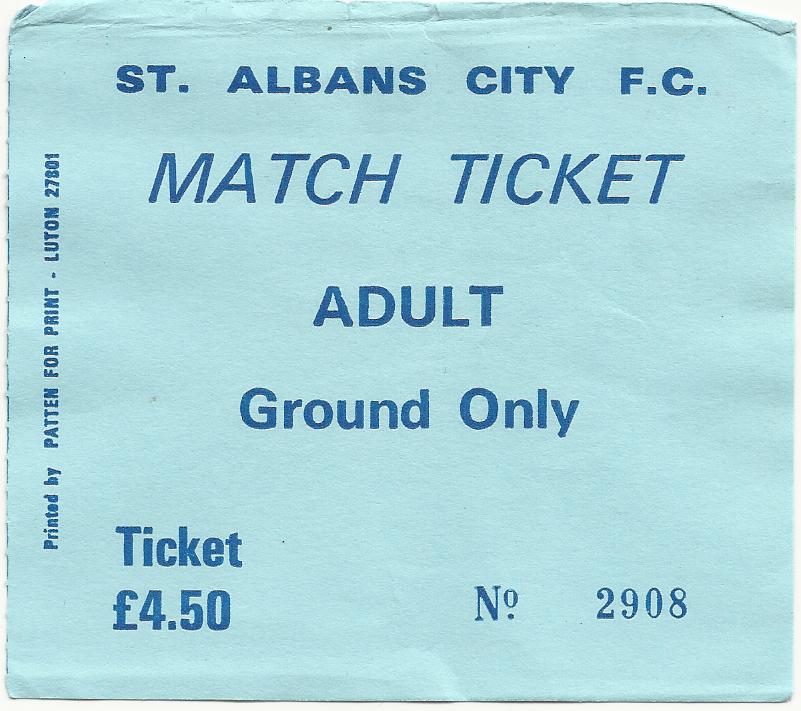 ST. ALBANS CITY F.C.
MATCH TICKET
ADULT
Ground Only
Ticket
£4.50
Nº 2908
Printed by PATTEN FOR PRINT - LUTON 27801